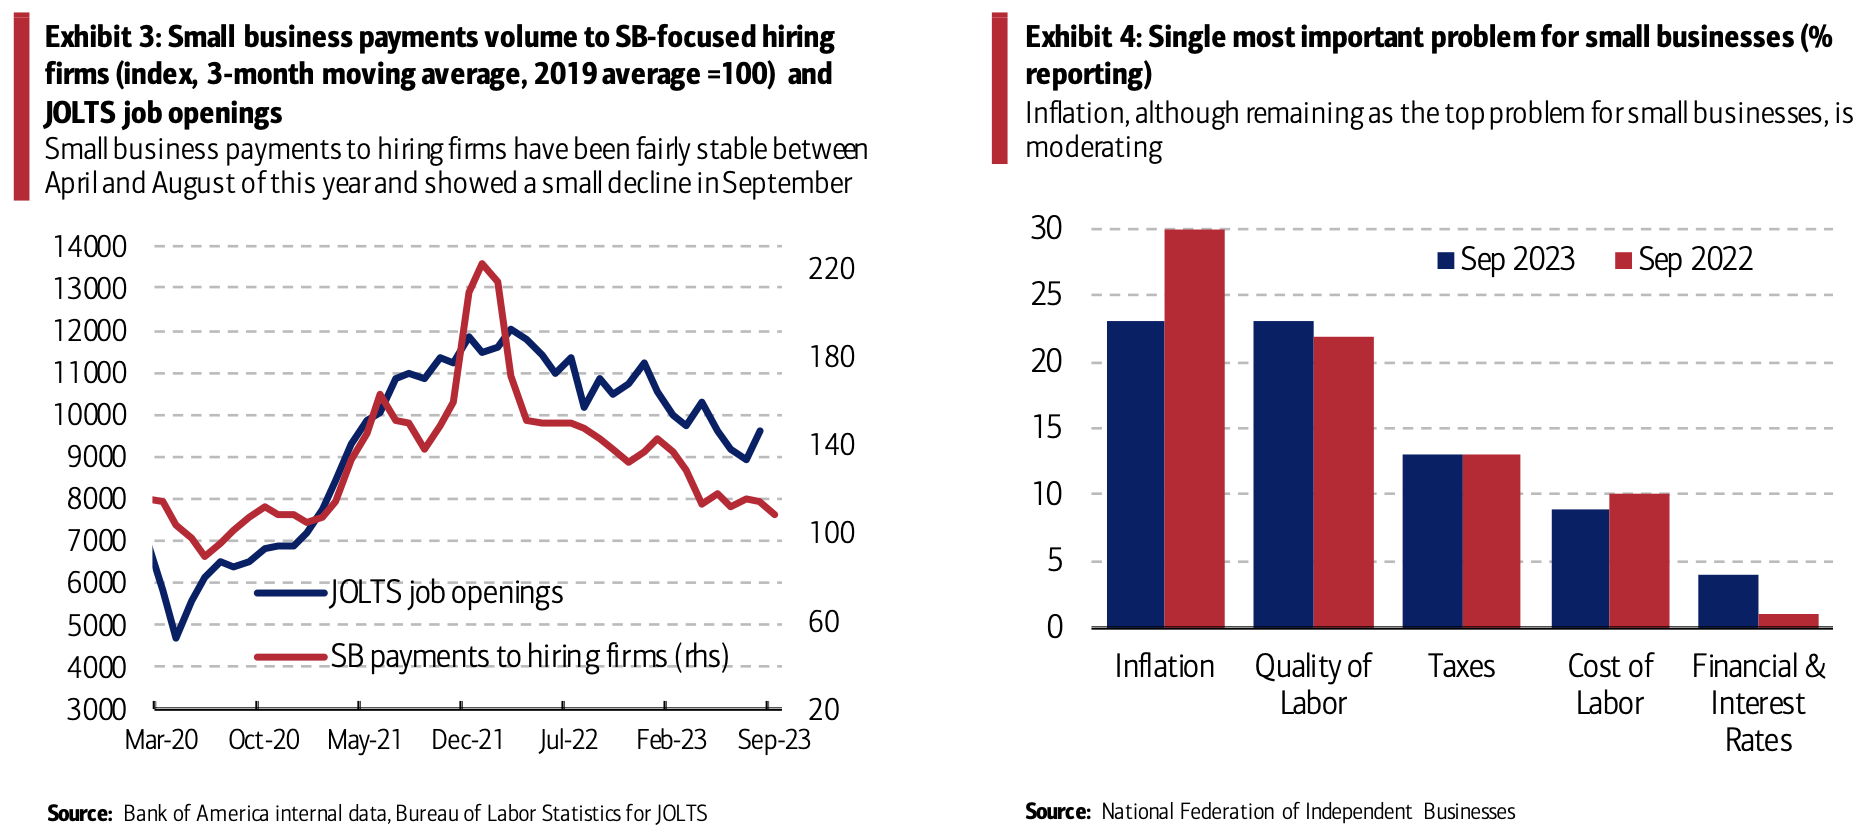 Exhibit 3: Small business payments volume to SB-focused hiring
firms (index, 3-month moving average, 2019 average =100) and
JOLTS job openings
Small business payments to hiring firms have been fairly stable between
April and August of this year and showed a small decline in September
14000
13000
12000
11000
10000
9000
8000
7000
6000
5000
4000
3000
220
180
140
100
60
20
JOLTS job openings
SB payments to hiring firms (rhs)
Mar-20 Oct-20 May-21 Dec-21 Jul-22 Feb-23 Sep-23
Source: Bank of America internal data, Bureau of Labor Statistics for JOLTS
Exhibit 4: Single most important problem for small businesses (%
reporting)
Inflation, although remaining as the top problem for small businesses, is
moderating
30
25
20
15
10
5
0
Sep 2023 Sep 2022
Inflation
Quality of
Labor
Taxes
Cost of
Labor
Financial &
Interest
Rates
Source: National Federation of Independent Businesses